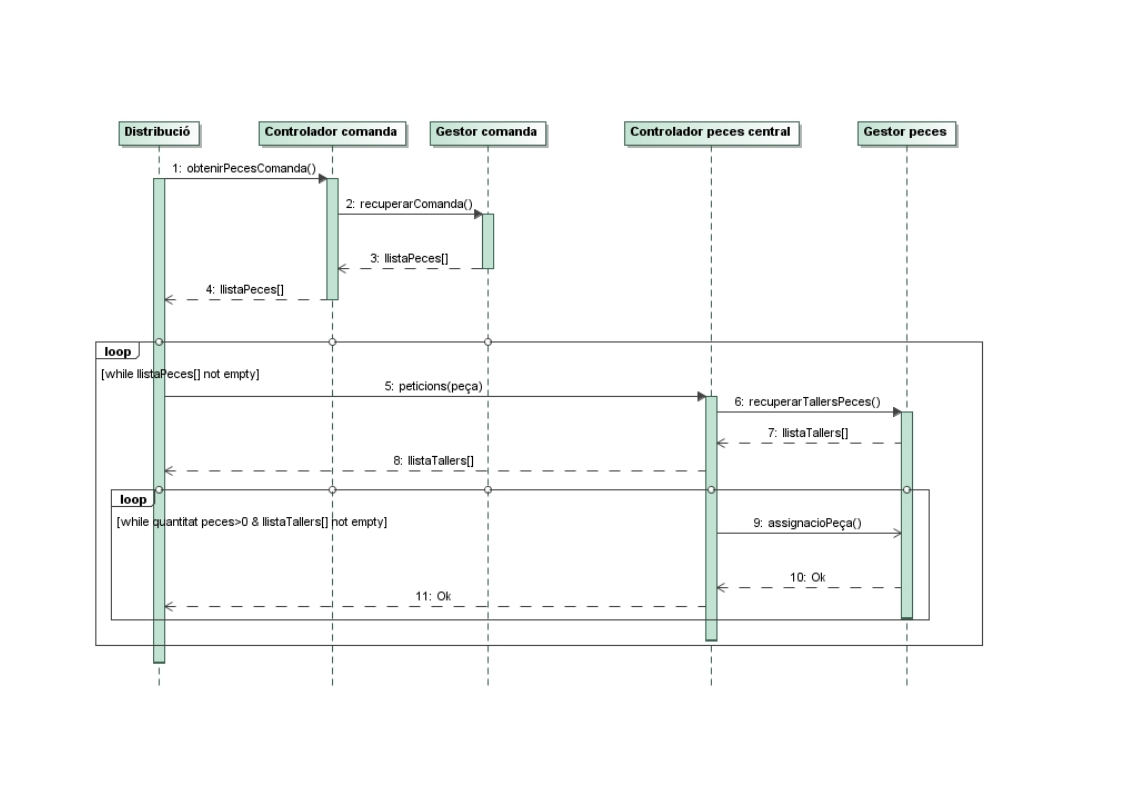 Distribució
Controlador comanda
Gestor comanda
Controlador peces central
Gestor peces
1: obtenirPecesComanda()
2: recuperarComanda()
3: llistaPeces[]
4: llistaPeces[]
loop
[while llistaPeces[] not empty]
5: peticions(peça)
6: recuperarTallersPeces()
7: llistaTallers[]
8: llistaTallers[]
loop
[while quantitat peces>0 & llistaTallers[] not empty]
9: assignacioPeça()
10: Ok
11: Ok